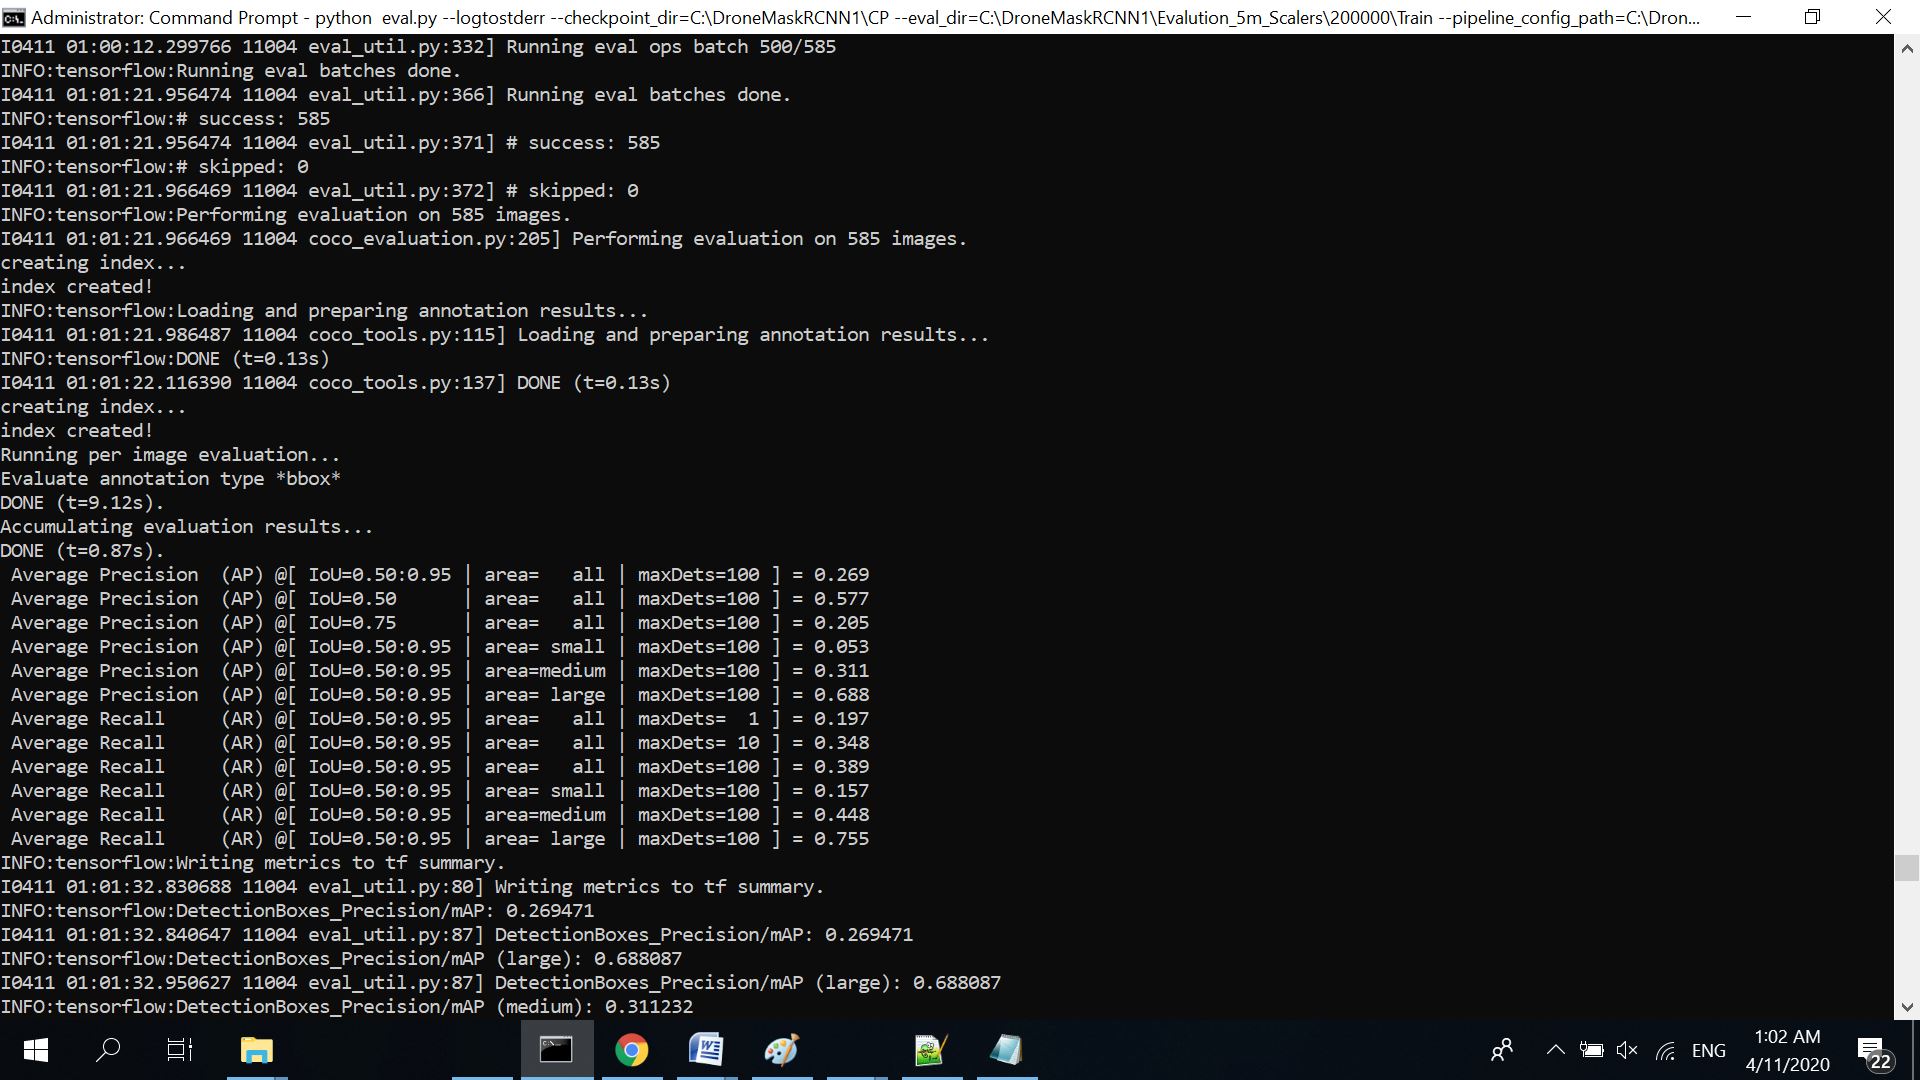 Administrator: Command Prompt - python  eval.py --logtostderr --checkpoint_dir=C:\DroneMaskRCNN1\CP --eval_dir=C:\DroneMaskRCNN1\Evalution_5m_Scalers\200000\Train --pipeline_config_path=C:\Dron...
I0411 01:00:12.299766 11004 eval_util.py:332] Running eval ops batch 500/585
INFO:tensorflow:Running eval batches done.
I0411 01:01:21.956474 11004 eval_util.py:366] Running eval batches done.
INFO:tensorflow:# success: 585
I0411 01:01:21.956474 11004 eval_util.py:371] # success: 585
INFO:tensorflow:# skipped: 0
I0411 01:01:21.966469 11004 eval_util.py:372] # skipped: 0
INFO:tensorflow:Performing evaluation on 585 images.
I0411 01:01:21.966469 11004 coco_evaluation.py:205] Performing evaluation on 585 images.
creating index...
index created!
INFO:tensorflow:Loading and preparing annotation results...
I0411 01:01:21.986487 11004 coco_tools.py:115] Loading and preparing annotation results...
INFO:tensorflow:DONE (t=0.13s)
I0411 01:01:22.116390 11004 coco_tools.py:137] DONE (t=0.13s)
creating index...
index created!
Running per image evaluation...
Evaluate annotation type *bbox*
DONE (t=9.12s).
Accumulating evaluation results...
DONE (t=0.87s).
 Average Precision  (AP) @[ IoU=0.50:0.95 | area=   all | maxDets=100 ] = 0.269
 Average Precision  (AP) @[ IoU=0.50      | area=   all | maxDets=100 ] = 0.577
 Average Precision  (AP) @[ IoU=0.75      | area=   all | maxDets=100 ] = 0.205
 Average Precision  (AP) @[ IoU=0.50:0.95 | area= small | maxDets=100 ] = 0.053
 Average Precision  (AP) @[ IoU=0.50:0.95 | area=medium | maxDets=100 ] = 0.311
 Average Precision  (AP) @[ IoU=0.50:0.95 | area= large | maxDets=100 ] = 0.688
 Average Recall     (AR) @[ IoU=0.50:0.95 | area=   all | maxDets=  1 ] = 0.197
 Average Recall     (AR) @[ IoU=0.50:0.95 | area=   all | maxDets= 10 ] = 0.348
 Average Recall     (AR) @[ IoU=0.50:0.95 | area=   all | maxDets=100 ] = 0.389
 Average Recall     (AR) @[ IoU=0.50:0.95 | area= small | maxDets=100 ] = 0.157
 Average Recall     (AR) @[ IoU=0.50:0.95 | area=medium | maxDets=100 ] = 0.448
 Average Recall     (AR) @[ IoU=0.50:0.95 | area= large | maxDets=100 ] = 0.755
INFO:tensorflow:Writing metrics to tf summary.
I0411 01:01:32.830688 11004 eval_util.py:80] Writing metrics to tf summary.
INFO:tensorflow:DetectionBoxes_Precision/mAP: 0.269471
I0411 01:01:32.840647 11004 eval_util.py:87] DetectionBoxes_Precision/mAP: 0.269471
INFO:tensorflow:DetectionBoxes_Precision/mAP (large): 0.688087
I0411 01:01:32.950627 11004 eval_util.py:87] DetectionBoxes_Precision/mAP (large): 0.688087
INFO:tensorflow:DetectionBoxes_Precision/mAP (medium): 0.311232
ENG
1:02 AM
4/11/2020
22